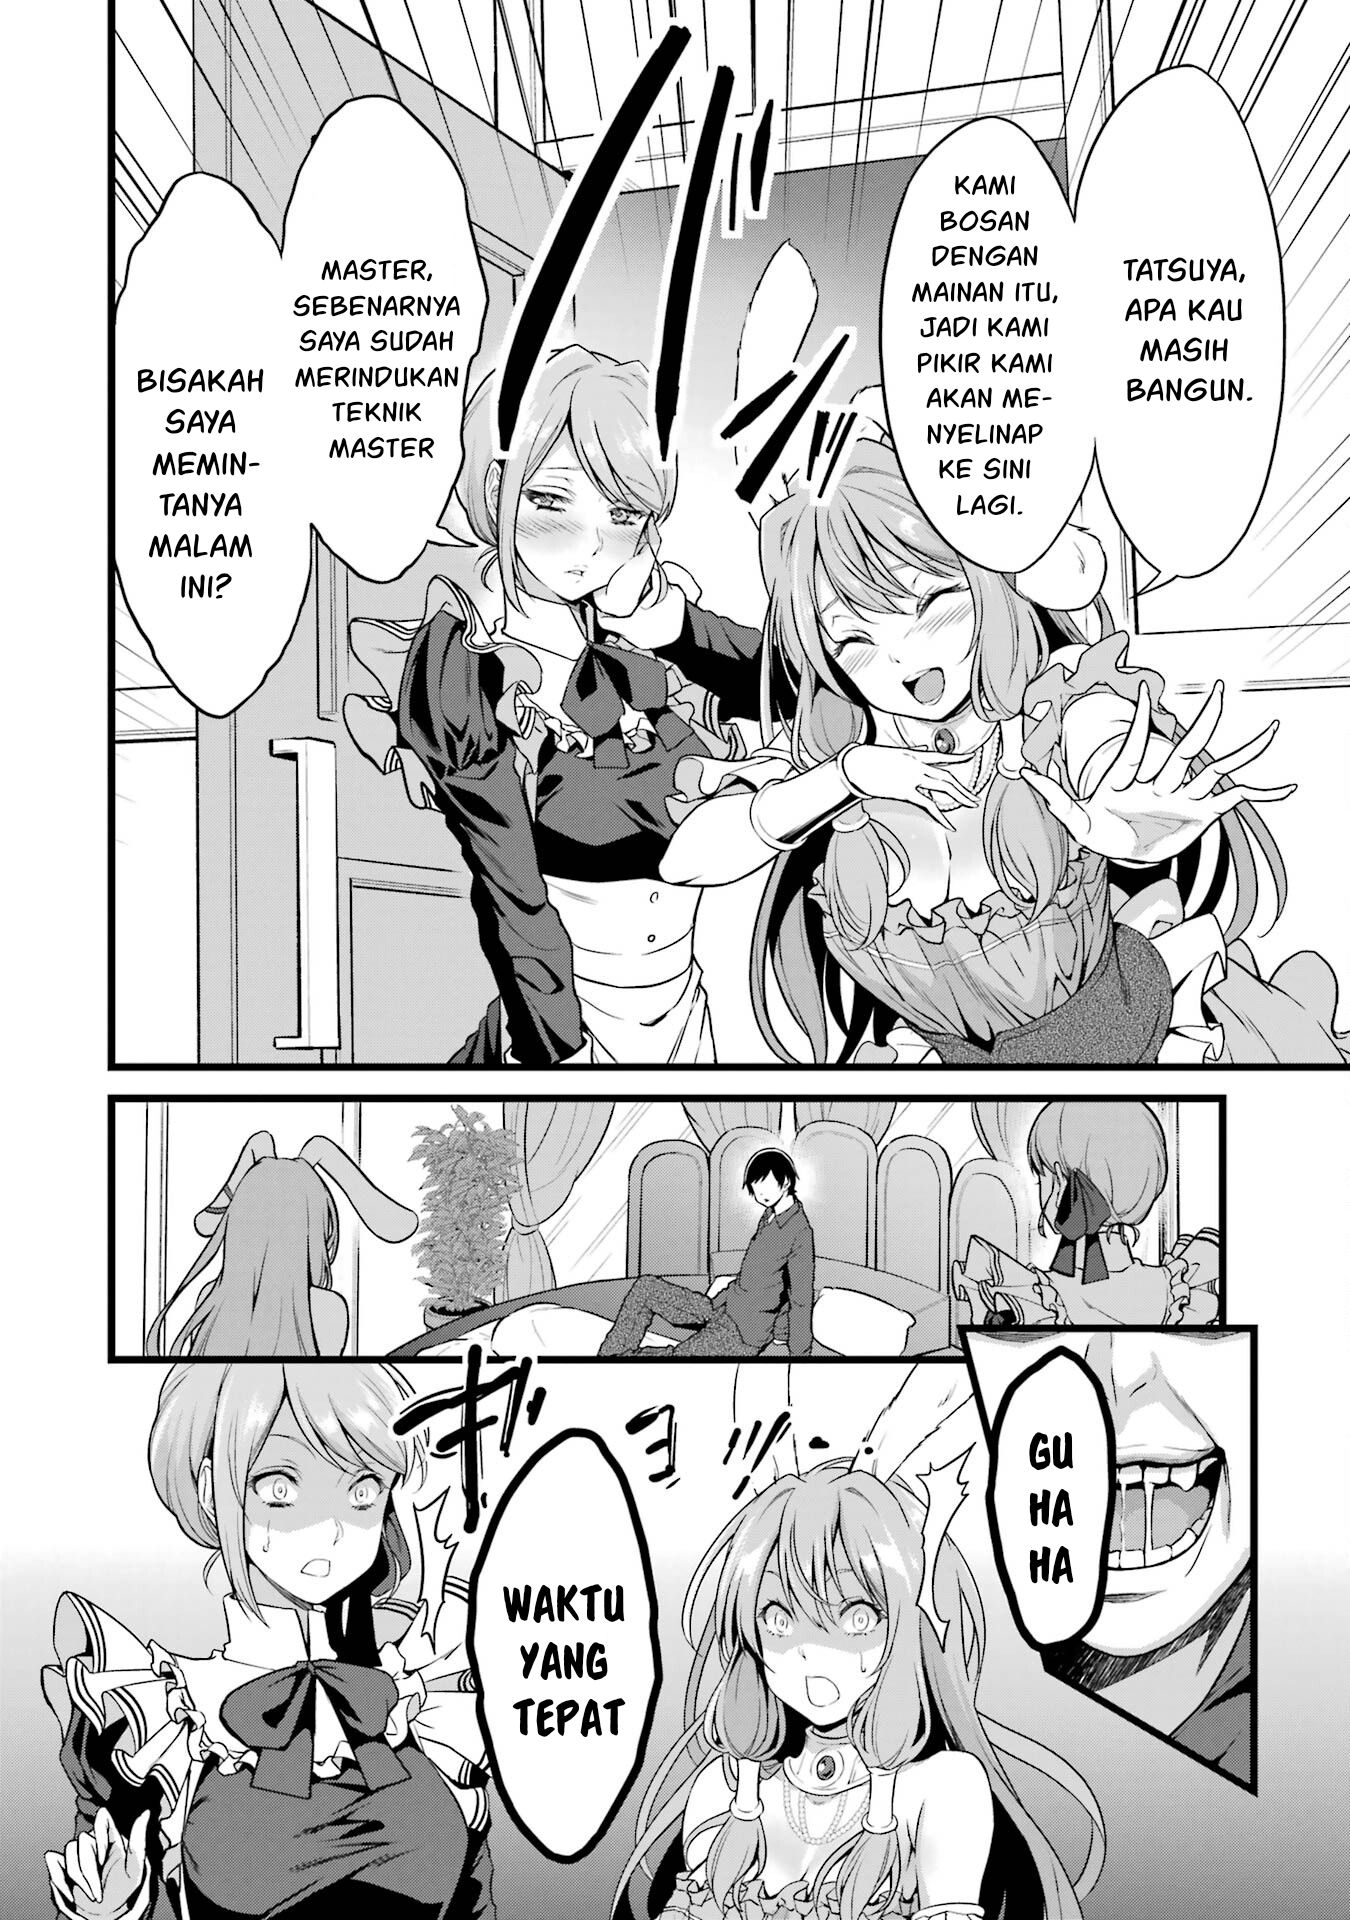 TATSUYA,
APA KAU
MASIH
BANGUN.
KAMI
BOSAN
DENGAN
MAINAN ITU,
JADI KAMI
PIKIR KAMI
AKAN ME-
NYELINAP
KE SINI
LAGI.
MASTER,
SEBENARNYA
SAYA SUDAH
MERINDUKAN
TEKNIK
MASTER
BISAKAH
SAYA
MEMIN-
TANYA
MALAM
INI?
GU
HA
HA
ギョ
WAKTU
YANG
TEPAT